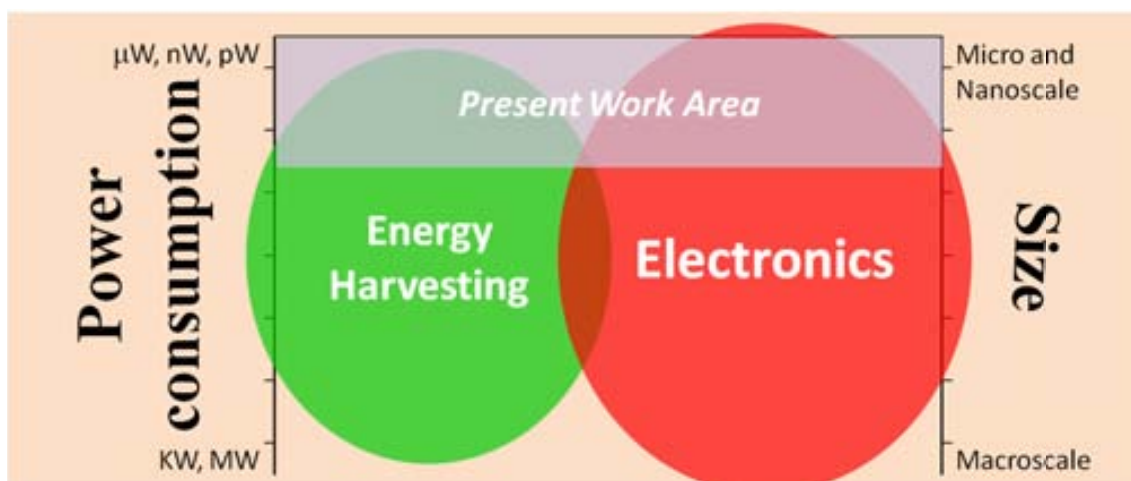 μW, nW, pW
Power
consumption
KW, MW
Present Work Area
Energy
Harvesting
Electronics
Micro and
Nanoscale
Size
Macroscale